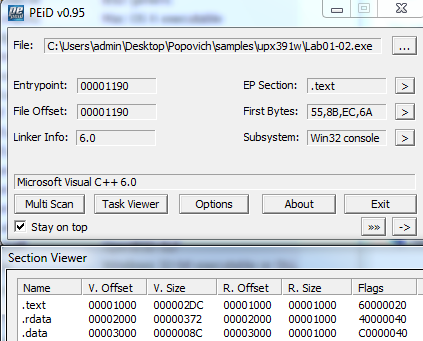 PEiD v0.95
File: C:\Users\admin\Desktop\Popovich\samples\upx391w\Lab01-02.exe ...
Entrypoint: 00001190 EP Section: .text >
File Offset: 00001190 First Bytes: 55,8B,EC,6A >
Linker Info: 6.0 Subsystem: Win32 console >
Microsoft Visual C++ 6.0
Multi Scan Task Viewer Options About Exit
Stay on top »» ->
Section Viewer
Name V. Offset V. Size R. Offset R. Size Flags
.text 00001000 000002DC 00001000 00001000 60000020
.rdata 00002000 00000372 00002000 00001000 40000040
.data 00003000 0000008C 00003000 00001000 C0000040